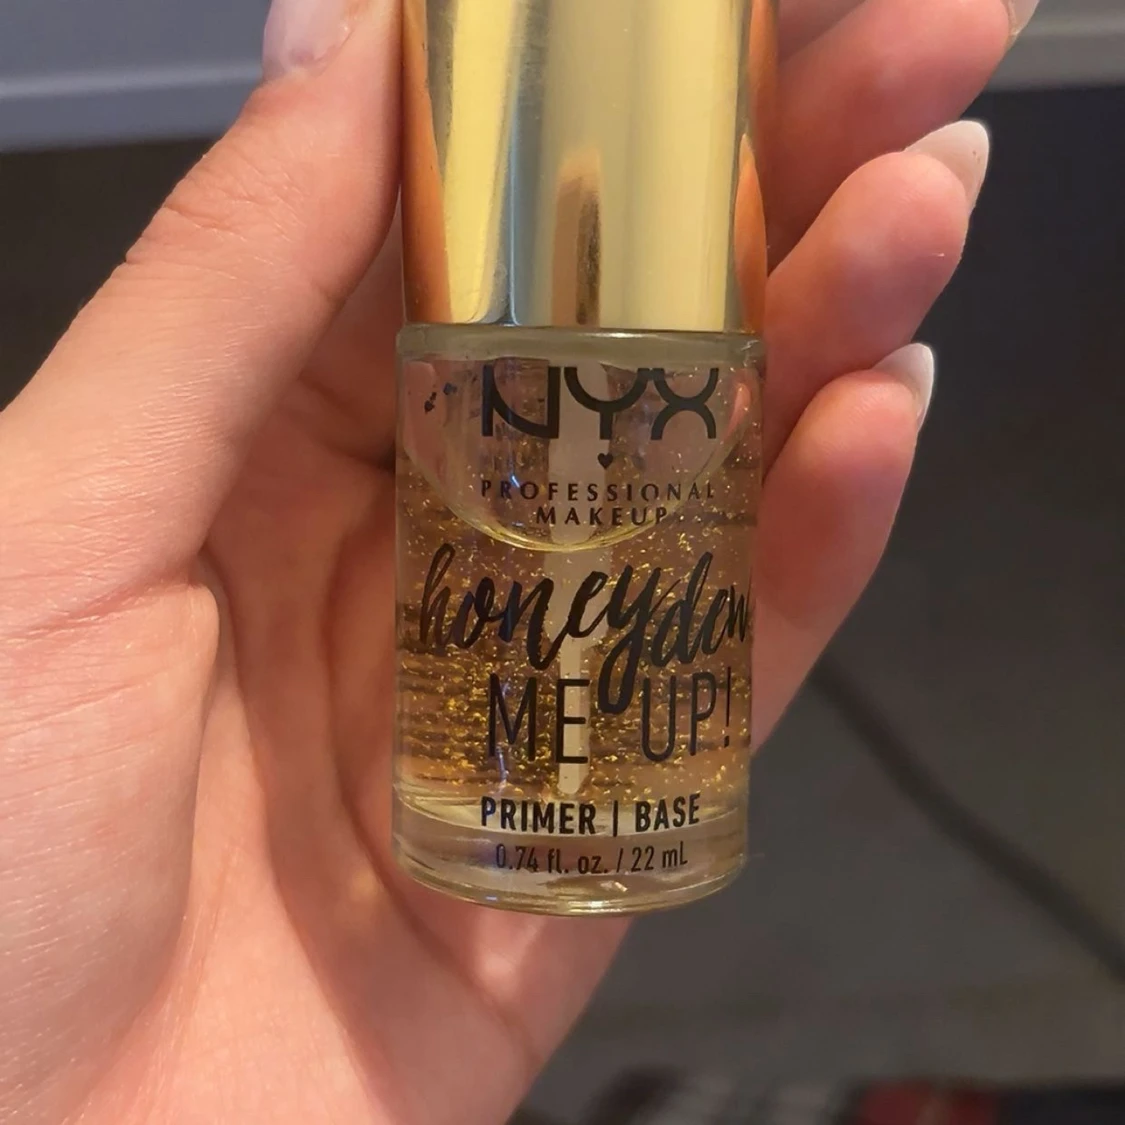 NYX
PROFESSIONAL
MAKEUP
honeydew
ME UP!
PRIMER | BASE
0.74 fl. oz. / 22 mL